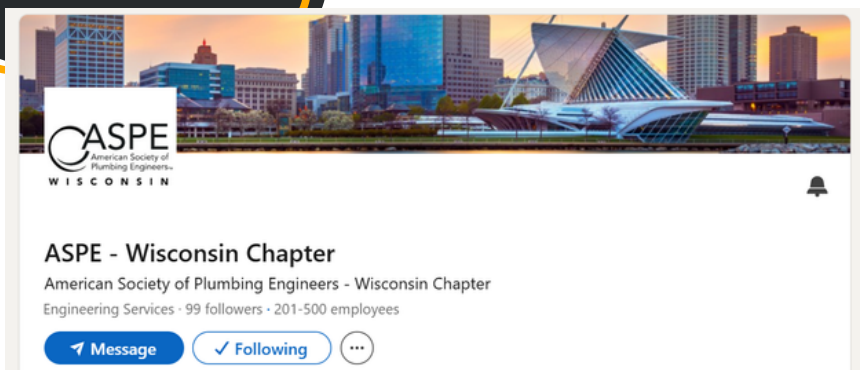 ASPE
American Society of
Plumbing Engineers™
WISCONSIN
ASPE - Wisconsin Chapter
American Society of Plumbing Engineers - Wisconsin Chapter
Engineering Services · 99 followers · 201-500 employees
Message
Following